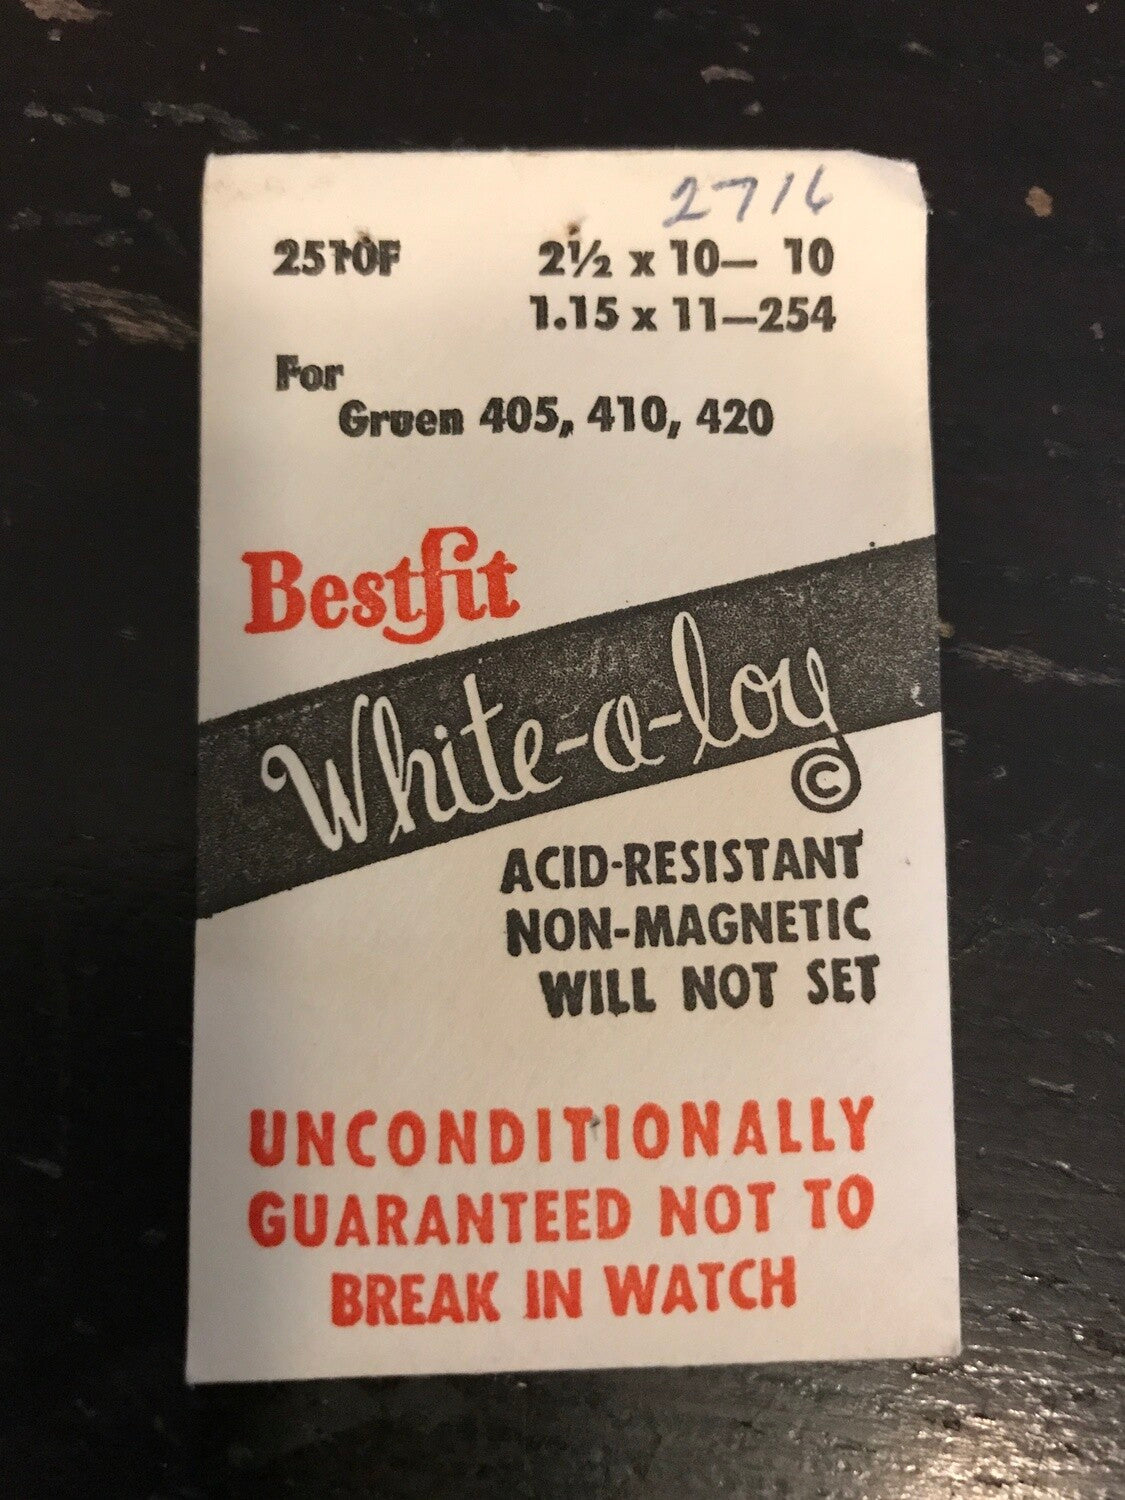 2716
2510F 2½ x 10— 10
1.15 x 11—254
For
Gruen 405, 410, 420
Bestfit
White-a-loy
©
ACID-RESISTANT
NON-MAGNETIC
WILL NOT SET
UNCONDITIONALLY
GUARANTEED NOT TO
BREAK IN WATCH